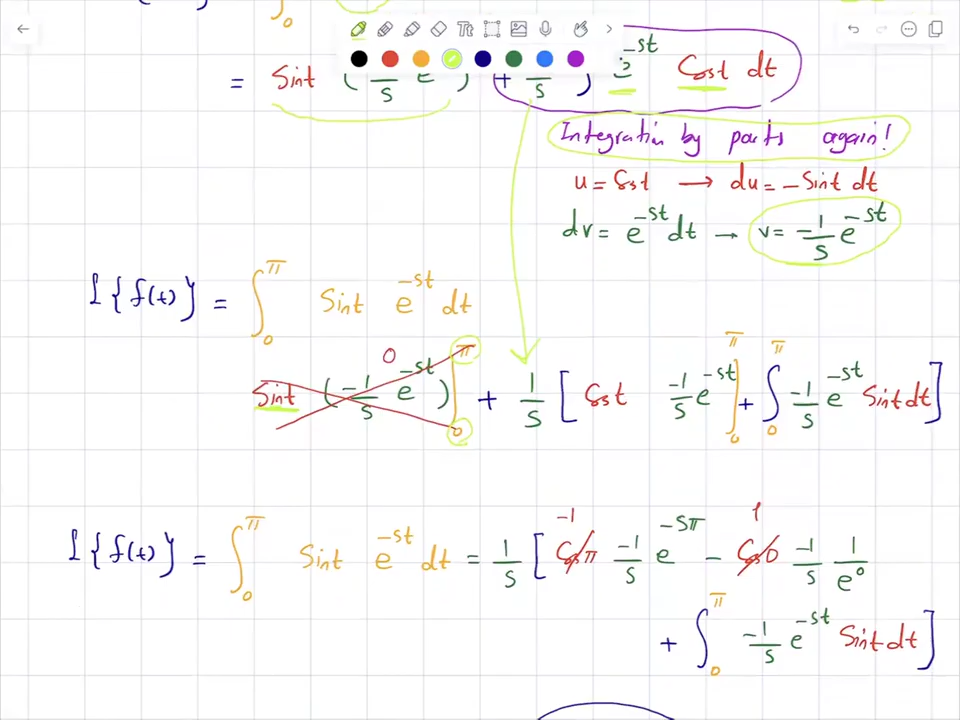 = Sint (-1/s e ) + 1/s ) e^-st Cost dt
Integration by parts again!
u = Cost → du = -Sint dt
dv = e^-st dt → v = -1/s e^-st
L{f(t)} = ∫_0^π Sint e^-st dt
0
Sint (-1/s e^-st) ]_0^π + 1/s [ Cost -1/s e^-st ]_0^π + ∫_0^π -1/s e^-st Sint dt ]
-1 1
L{f(t)} = ∫_0^π Sint e^-st dt = 1/s [ Cosπ -1/s e^-sπ - Cos0 -1/s 1/e^0
+ ∫_0^π -1/s e^-st Sint dt ]